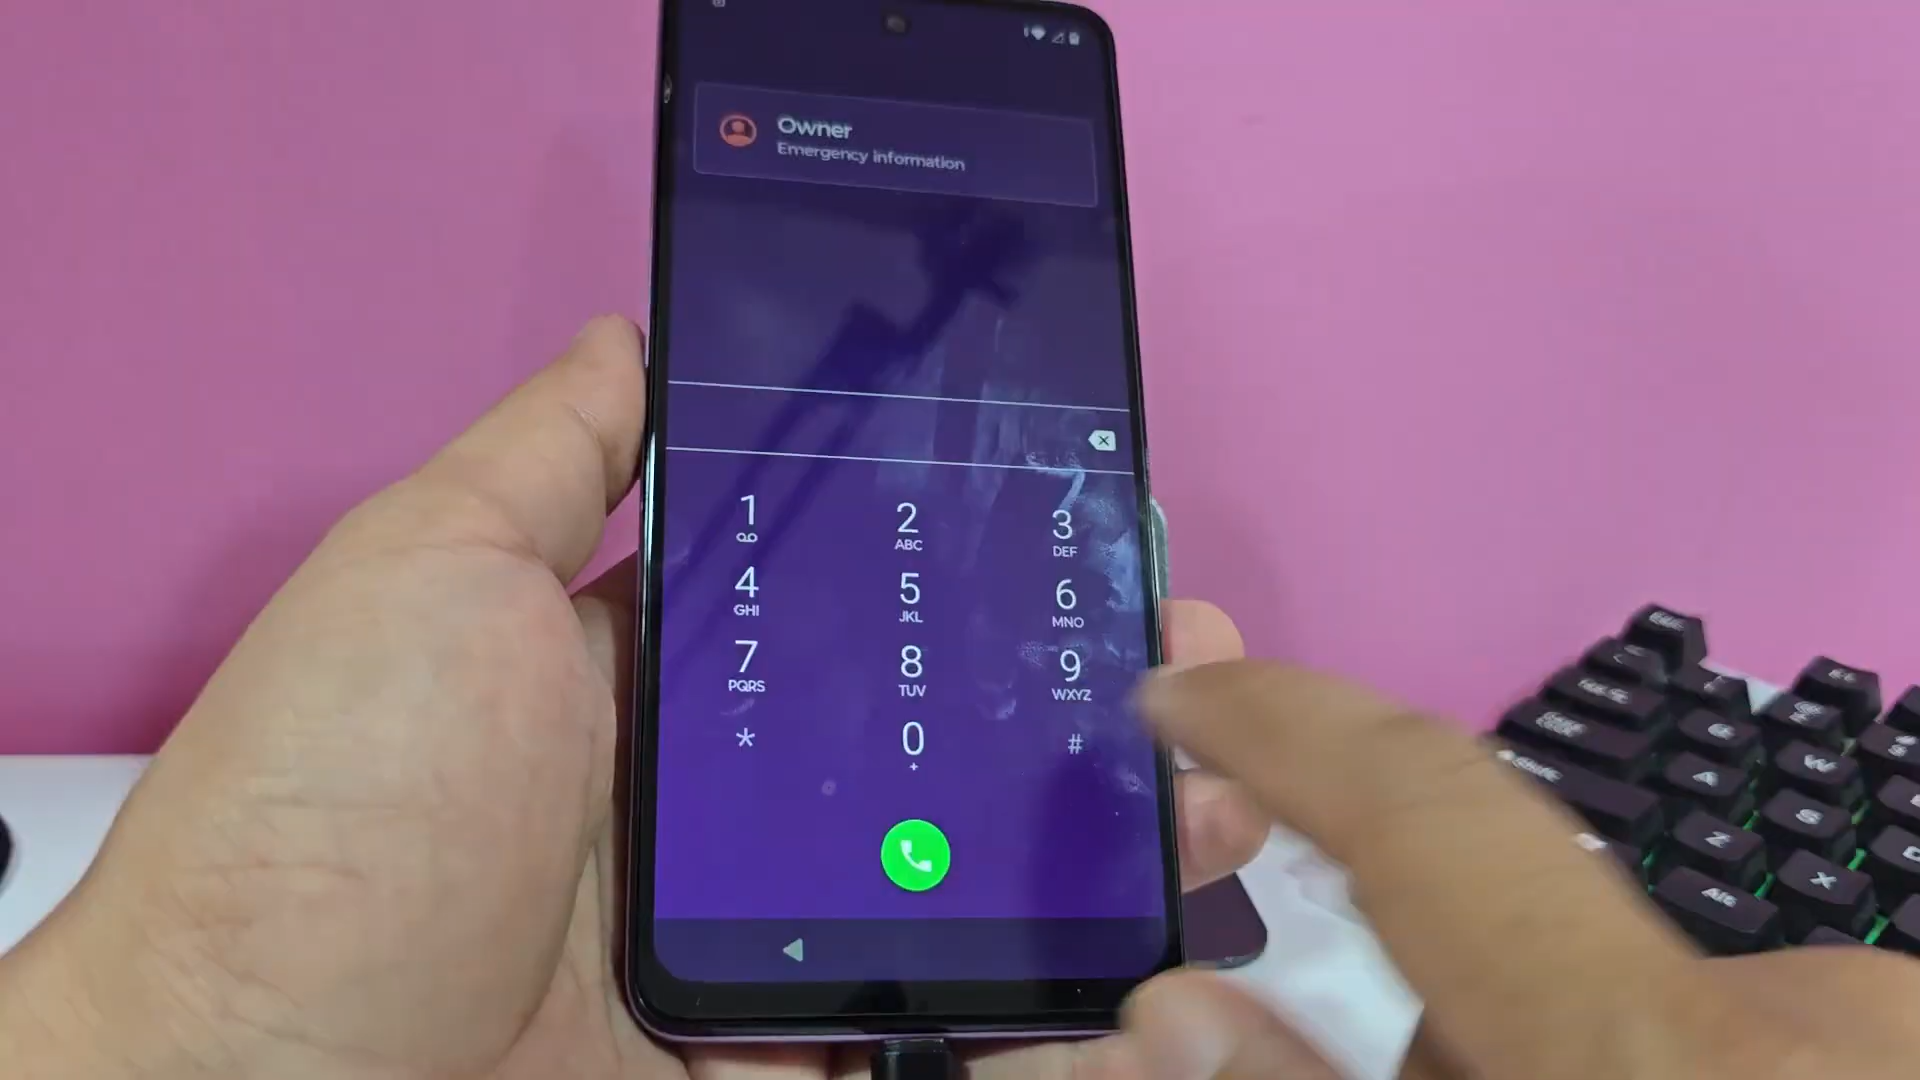 Owner
Emergency information
1
2
ABC
3
DEF
4
GHI
5
JKL
6
MNO
7
PQRS
8
TUV
9
WXYZ
*
0
+
#
A
W
S
Z
X
Alt